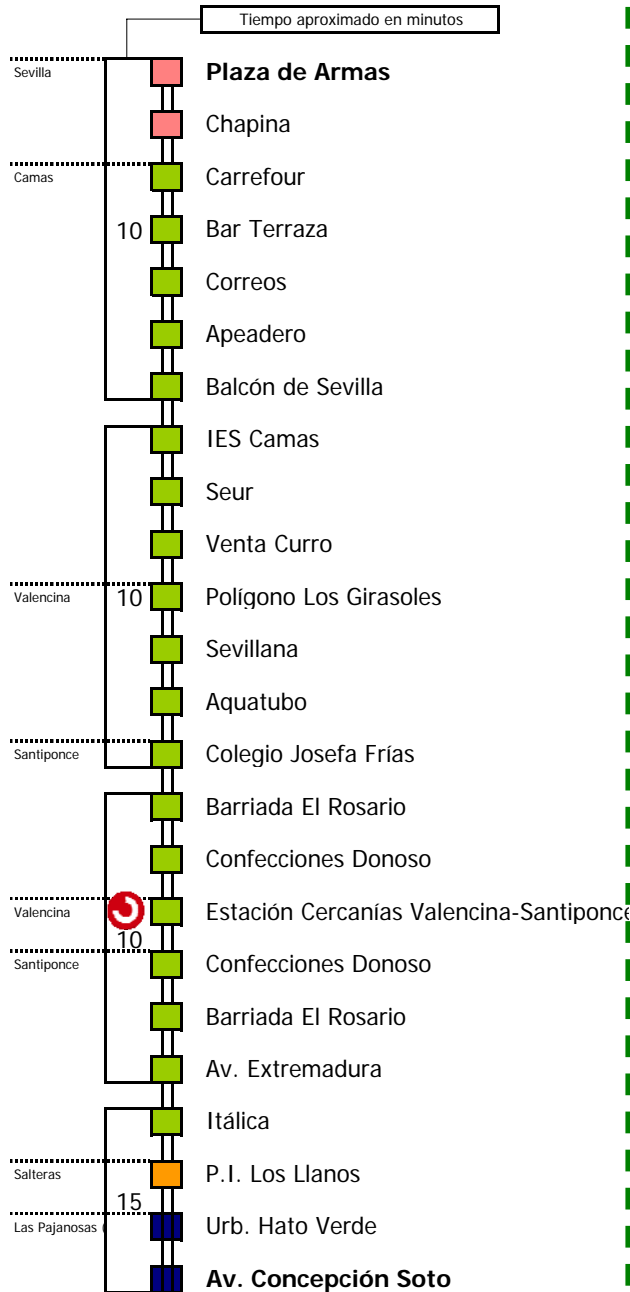 Tiempo aproximado en minutos
Sevilla
Plaza de Armas
Chapina
Camas
Carrefour
10
Bar Terraza
Correos
Apeadero
Balcón de Sevilla
IES Camas
Seur
Venta Curro
Valencina
10
Polígono Los Girasoles
Sevillana
Aquatubo
Santiponce
Colegio Josefa Frías
Barriada El Rosario
Confecciones Donoso
Valencina
Estación Cercanías Valencina-Santiponce
10
Santiponce
Confecciones Donoso
Barriada El Rosario
Av. Extremadura
Itálica
Salteras
P.I. Los Llanos
15
Las Pajanosas (
Urb. Hato Verde
Av. Concepción Soto